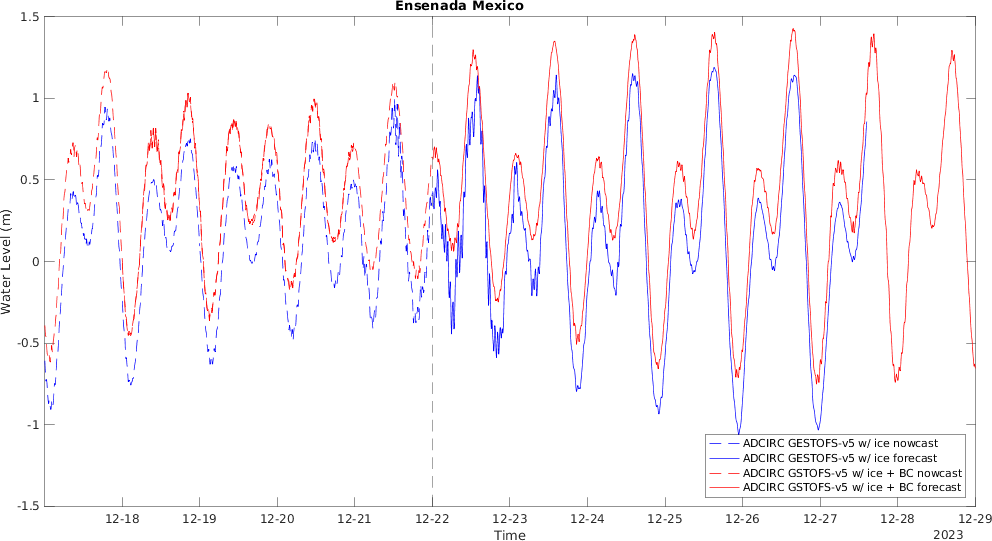 Ensenada Mexico
1.5
1
0.5
0
-0.5
-1
-1.5
Water Level (m)
12-18 12-19 12-20 12-21 12-22 12-23 12-24 12-25 12-26 12-27 12-28 12-29
Time
2023
ADCIRC GESTOFS-v5 w/ ice nowcast
ADCIRC GESTOFS-v5 w/ ice forecast
ADCIRC GSTOFS-v5 w/ ice + BC nowcast
ADCIRC GSTOFS-v5 w/ ice + BC forecast